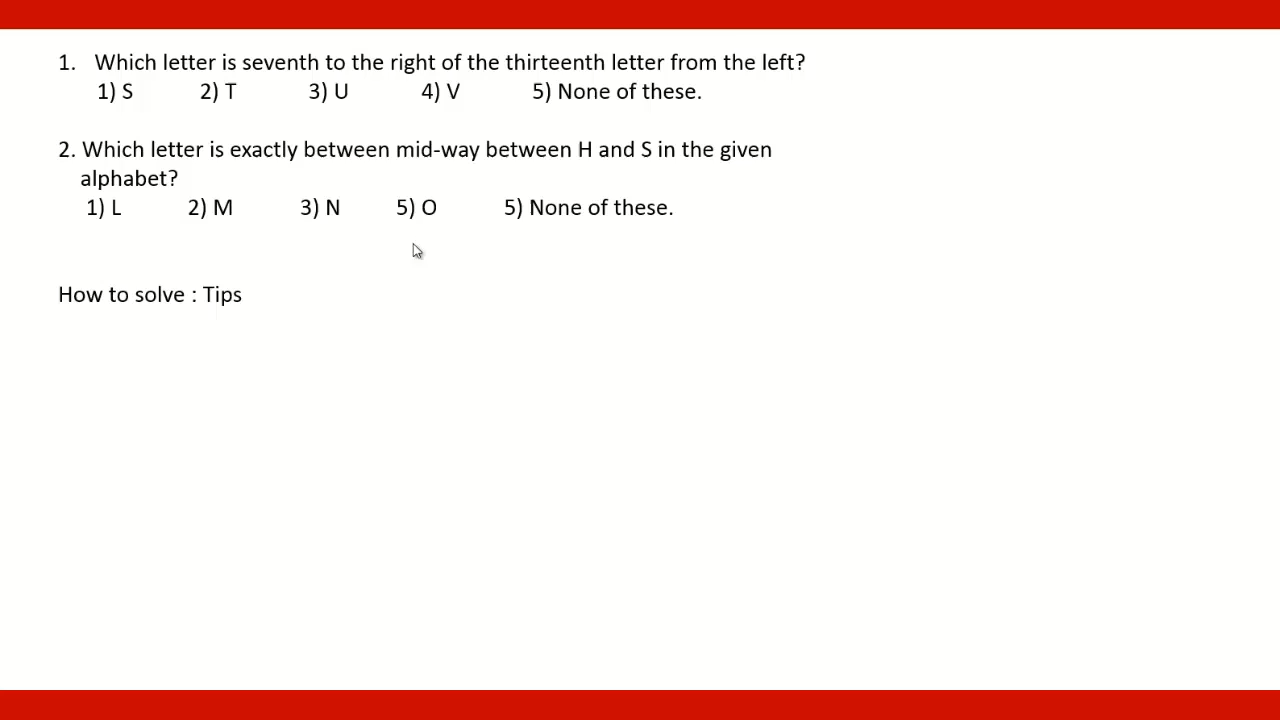 1. Which letter is seventh to the right of the thirteenth letter from the left?
1) S 2) T 3) U 4) V 5) None of these.
2. Which letter is exactly between mid-way between H and S in the given
alphabet?
1) L 2) M 3) N 5) O 5) None of these.
How to solve : Tips